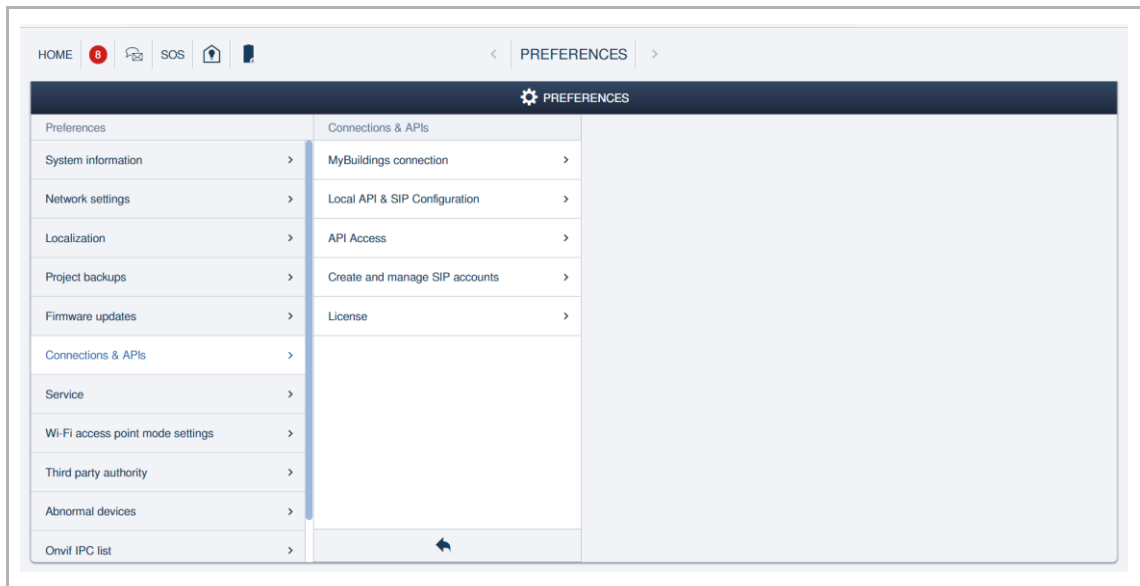 HOME 8 SOS < PREFERENCES >
PREFERENCES
Preferences
System information
Network settings
Localization
Project backups
Firmware updates
Connections & APIs
Service
Wi-Fi access point mode settings
Third party authority
Abnormal devices
Onvif IPC list
Connections & APIs
MyBuildings connection
Local API & SIP Configuration
API Access
Create and manage SIP accounts
License